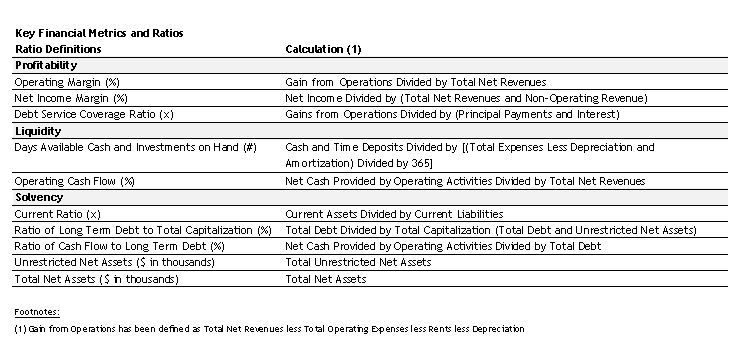 Key Financial Metrics and Ratios
Ratio Definitions Calculation (1)
Profitability
Operating Margin (%) Gain from Operations Divided by Total Net Revenues
Net Income Margin (%) Net Income Divided by (Total Net Revenues and Non-Operating Revenue)
Debt Service Coverage Ratio (x) Gains from Operations Divided by (Principal Payments and Interest)
Liquidity
Days Available Cash and Investments on Hand (#) Cash and Time Deposits Divided by [(Total Expenses Less Depreciation and
Amortization) Divided by 365]
Operating Cash Flow (%) Net Cash Provided by Operating Activities Divided by Total Net Revenues
Solvency
Current Ratio (x) Current Assets Divided by Current Liabilities
Ratio of Long Term Debt to Total Capitalization (%) Total Debt Divided by Total Capitalization (Total Debt and Unrestricted Net Assets)
Ratio of Cash Flow to Long Term Debt (%) Net Cash Provided by Operating Activities Divided by Total Debt
Unrestricted Net Assets ($ in thousands) Total Unrestricted Net Assets
Total Net Assets ($ in thousands) Total Net Assets
Footnotes:
(1) Gain from Operations has been defined as Total Net Revenues less Total Operating Expenses less Rents less Depreciation